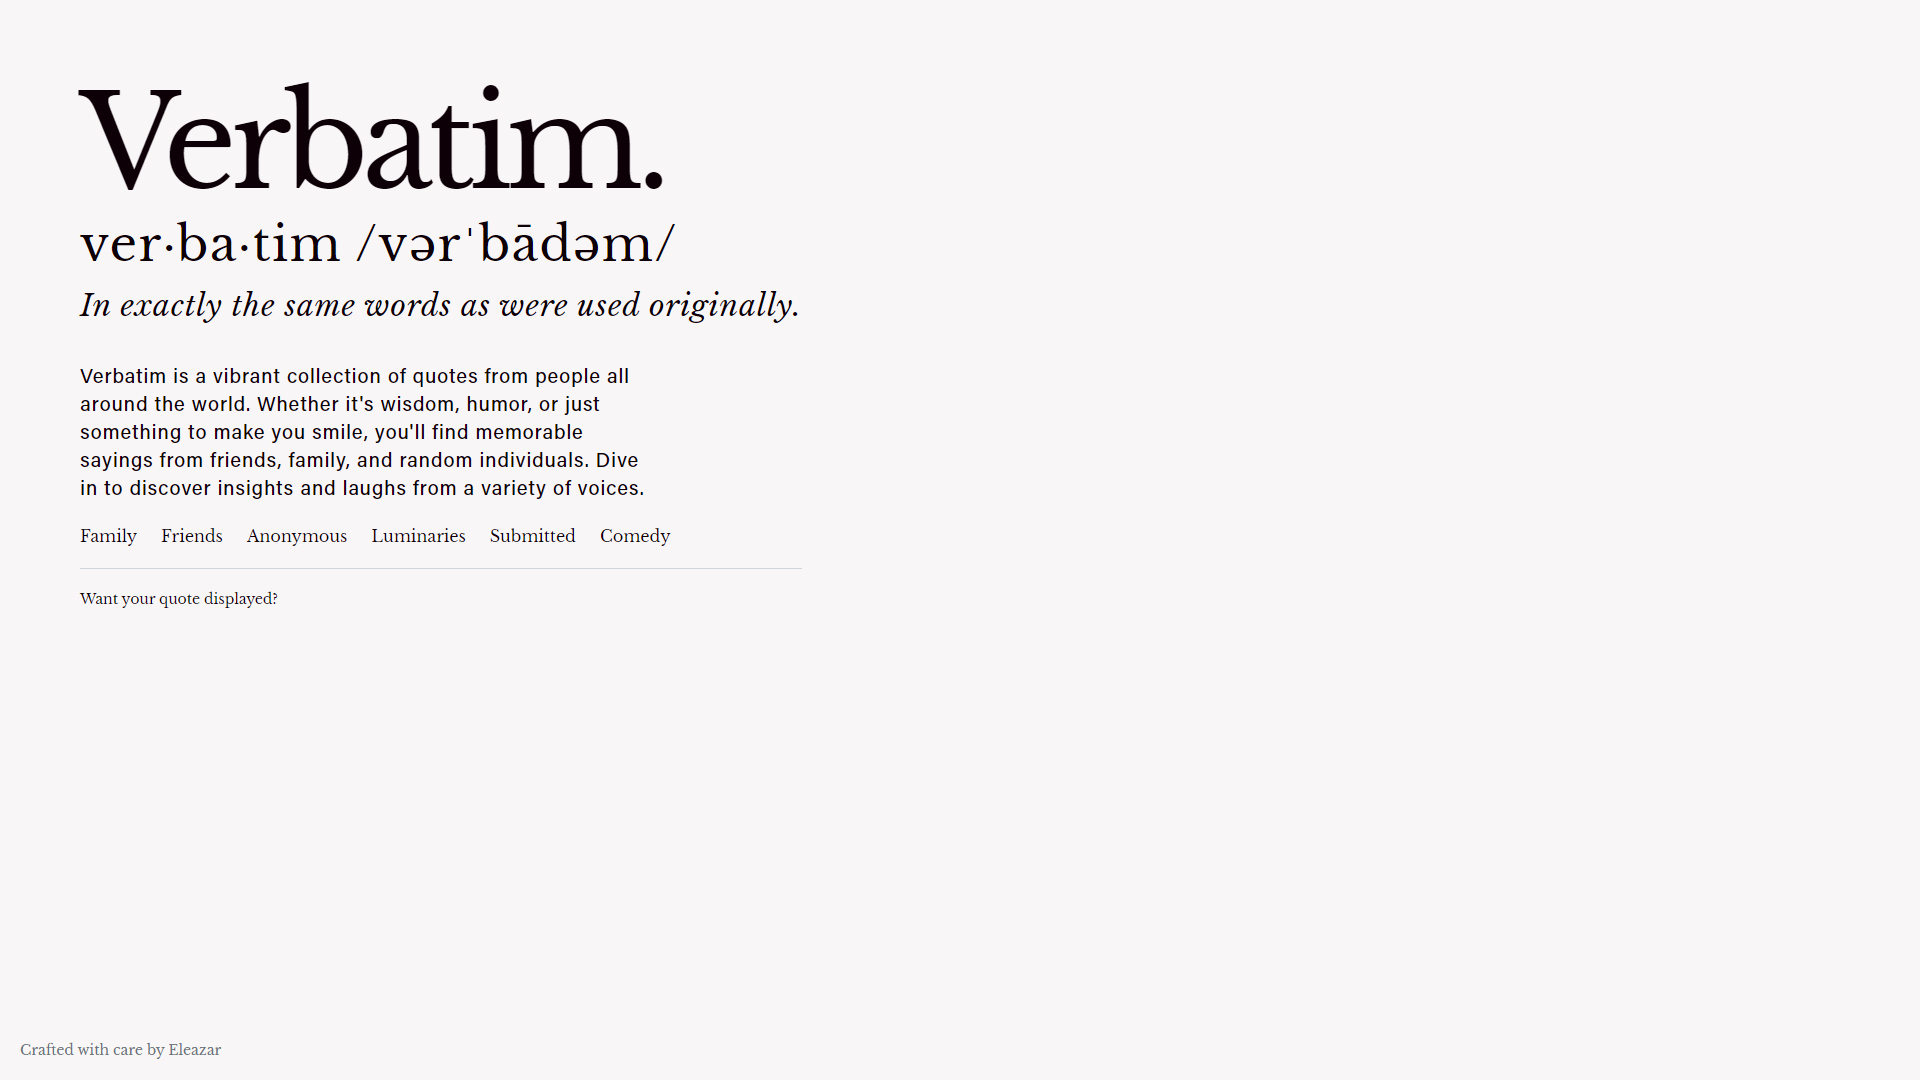 Verbatim.
ver·ba·tim /vərˈbādəm/
In exactly the same words as were used originally.
Verbatim is a vibrant collection of quotes from people all
around the world. Whether it's wisdom, humor, or just
something to make you smile, you'll find memorable
sayings from friends, family, and random individuals. Dive
in to discover insights and laughs from a variety of voices.
Family Friends Anonymous Luminaries Submitted Comedy
Want your quote displayed?
Crafted with care by Eleazar